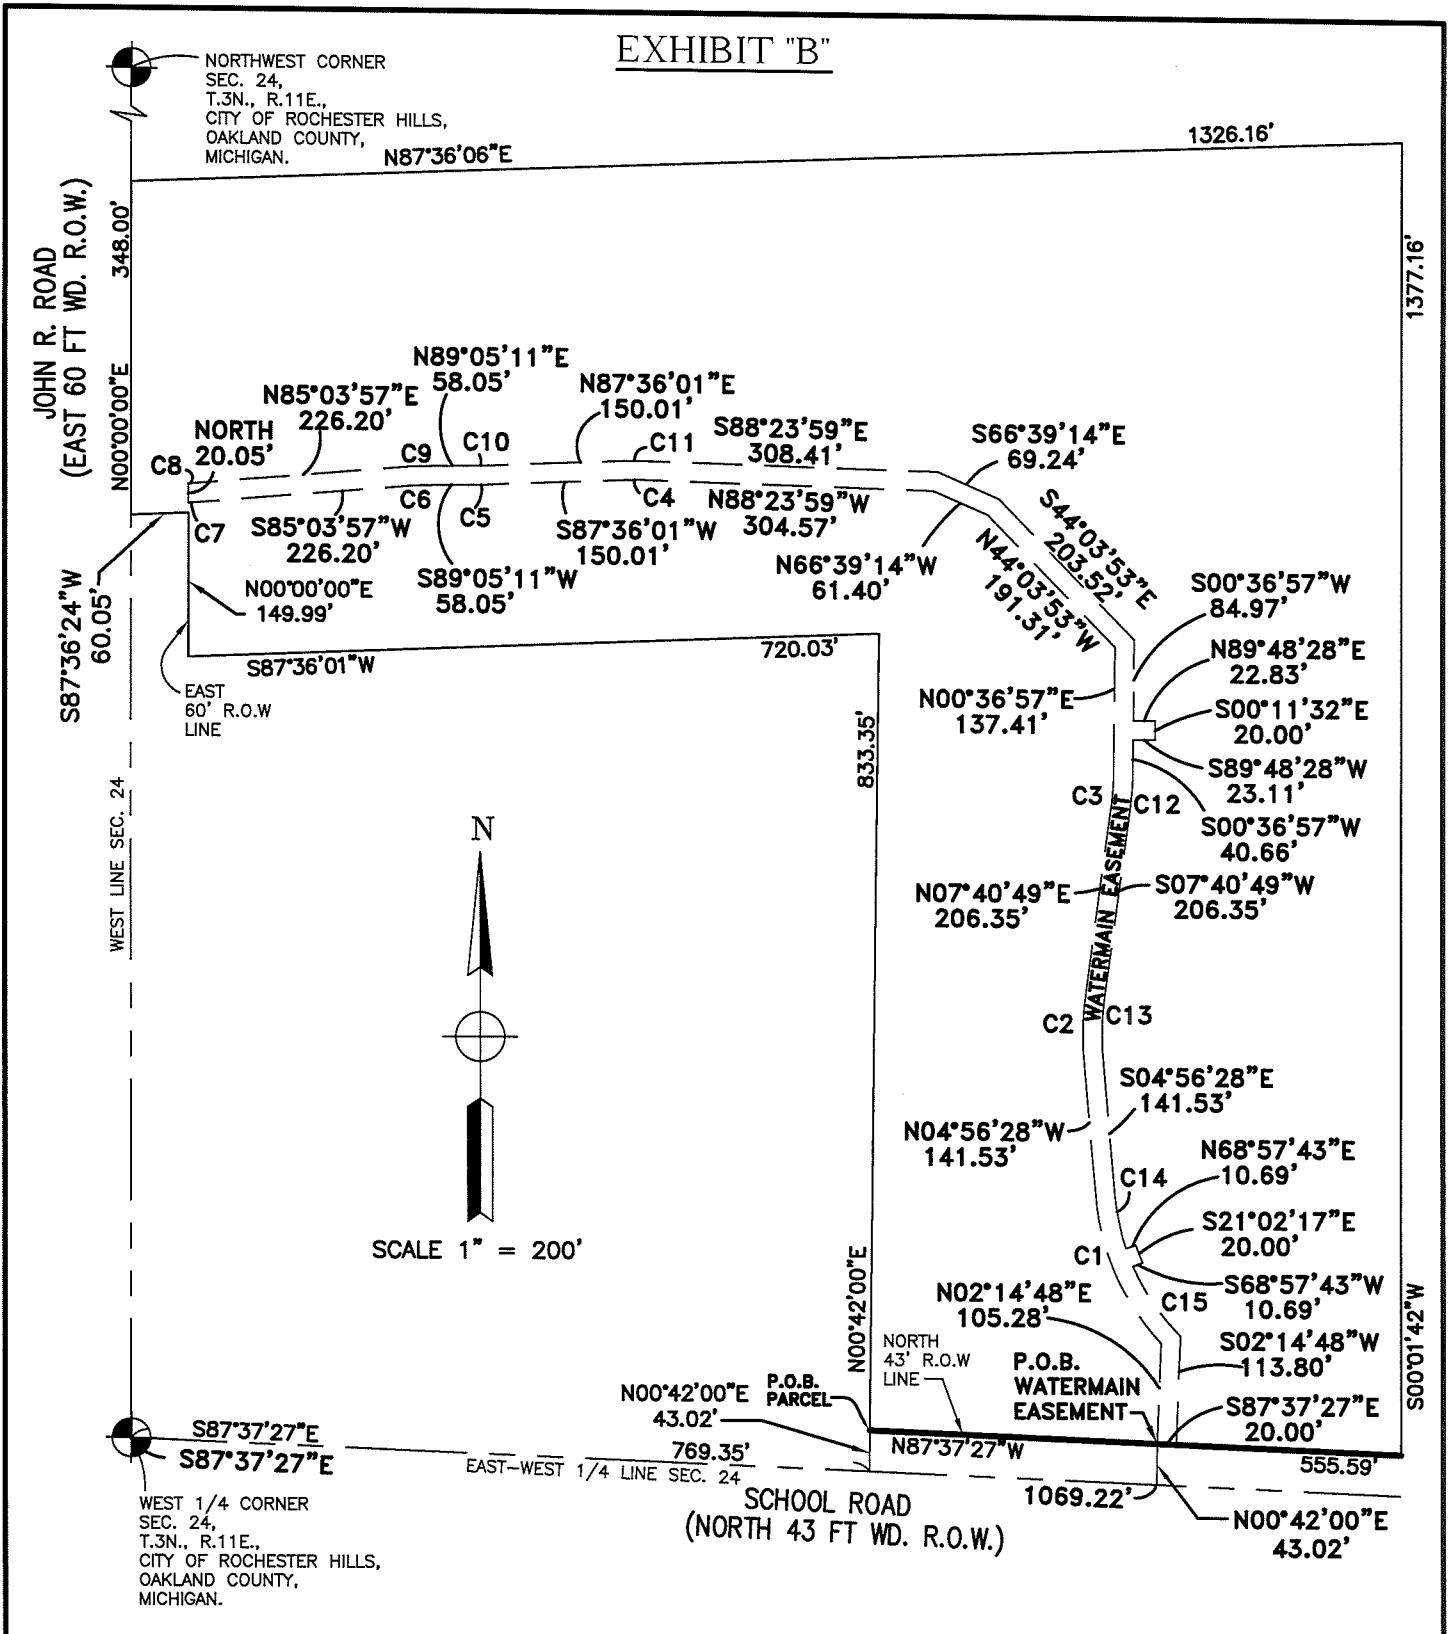 EXHIBIT "B"
NORTHWEST CORNER
SEC. 24,
T.3N., R.11E.,
CITY OF ROCHESTER HILLS,
OAKLAND COUNTY,
MICHIGAN.
N87°36'06"E
1326.16'
JOHN R. ROAD
(EAST 60 FT WD. R.O.W.)
348.00'
N00°00'00"E
1377.16'
N89°05'11"E
58.05'
N85°03'57"E
226.20'
N87°36'01"E
150.01'
NORTH
20.05'
C8
C9
C10
C11
S88°23'59"E
308.41'
S66°39'14"E
69.24'
C7
C6
C5
C4
S85°03'57"W
226.20'
S87°36'01"W
150.01'
N88°23'59"W
304.57'
S44°03'53"E
203.52'
N44°03'53"W
191.31'
N66°39'14"W
61.40'
S89°05'11"W
58.05'
N00°00'00"E
149.99'
S87°36'24"W
60.05'
S00°36'57"W
84.97'
N89°48'28"E
22.83'
S87°36'01"W
720.03'
EAST
60' R.O.W
LINE
N00°36'57"E
137.41'
S00°11'32"E
20.00'
S89°48'28"W
23.11'
833.35'
WEST LINE SEC. 24
C3
C12
S00°36'57"W
40.66'
N
WATERMAIN EASEMENT
N07°40'49"E
206.35'
S07°40'49"W
206.35'
C2
C13
S04°56'28"E
141.53'
N04°56'28"W
141.53'
N68°57'43"E
10.69'
C14
S21°02'17"E
20.00'
SCALE 1" = 200'
C1
S68°57'43"W
10.69'
N02°14'48"E
105.28'
C15
N00°42'00"E
NORTH
43' R.O.W
LINE
S02°14'48"W
113.80'
S00°01'42"W
P.O.B.
WATERMAIN
EASEMENT
P.O.B.
PARCEL
N00°42'00"E
43.02'
S87°37'27"E
20.00'
S87°37'27"E
S87°37'27"E
769.35'
N87°37'27"W
555.59'
EAST-WEST 1/4 LINE SEC. 24
1069.22'
SCHOOL ROAD
(NORTH 43 FT WD. R.O.W.)
N00°42'00"E
43.02'
WEST 1/4 CORNER
SEC. 24,
T.3N., R.11E.,
CITY OF ROCHESTER HILLS,
OAKLAND COUNTY,
MICHIGAN.